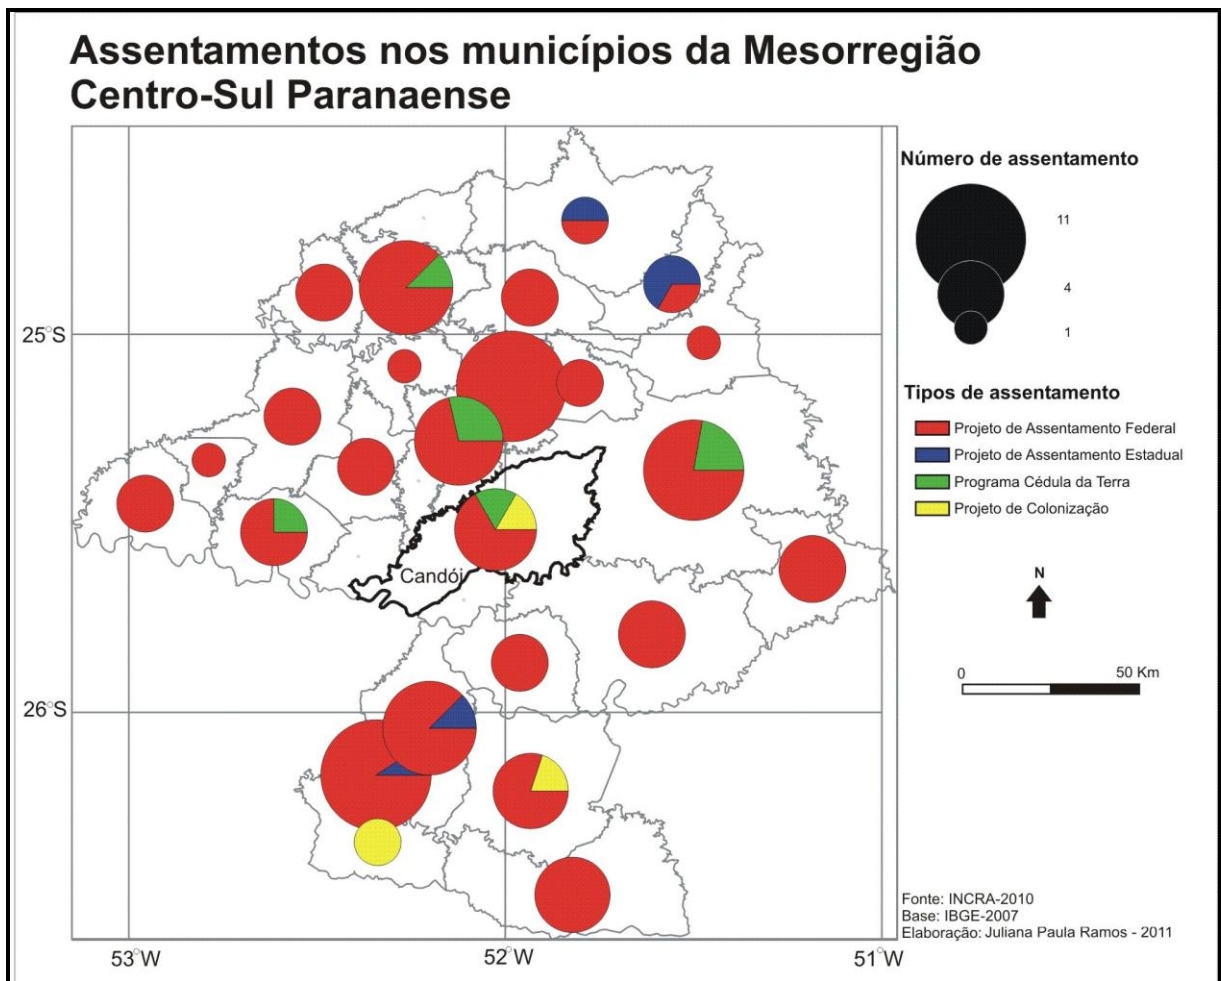 Assentamentos nos municípios da Mesorregião
Centro-Sul Paranaense
Número de assentamento
11
4
1
25°S
Tipos de assentamento
Projeto de Assentamento Federal
Projeto de Assentamento Estadual
Programa Cédula da Terra
Projeto de Colonização
Candói
N
0 50 Km
26°S
Fonte: INCRA-2010
Base: IBGE-2007
Elaboração: Juliana Paula Ramos - 2011
53°W 52°W 51°W